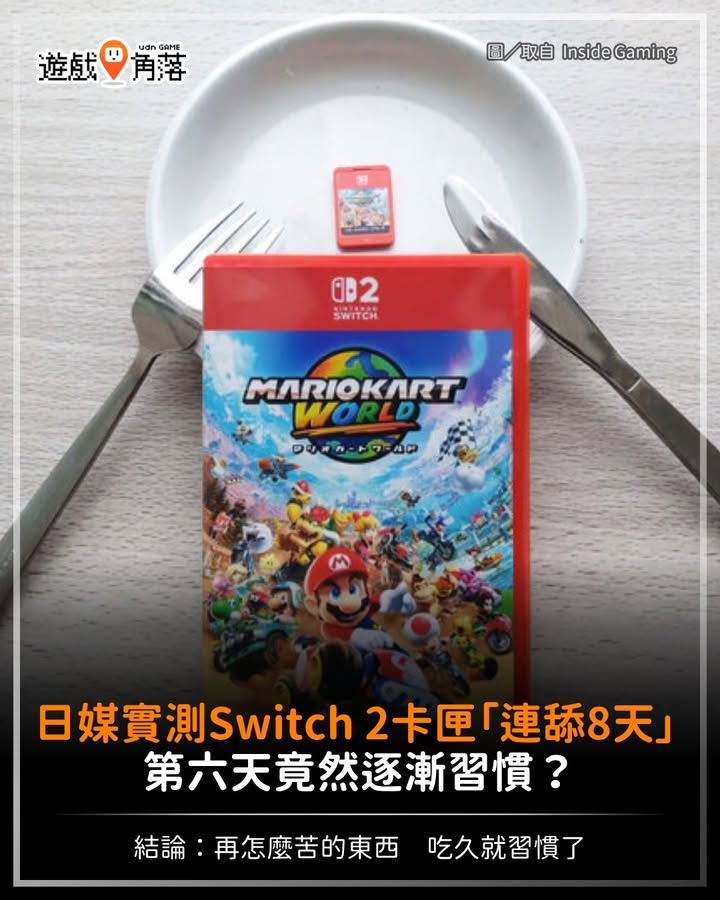 udn GAME
遊戲角落
圖／取自 Inside Gaming
2
NINTENDO
SWITCH
MARIO KART
WORLD
マリオカートワールド
日媒實測Switch 2卡匣「連舔8天」
第六天竟然逐漸習慣？
結論：再怎麼苦的東西　吃久就習慣了